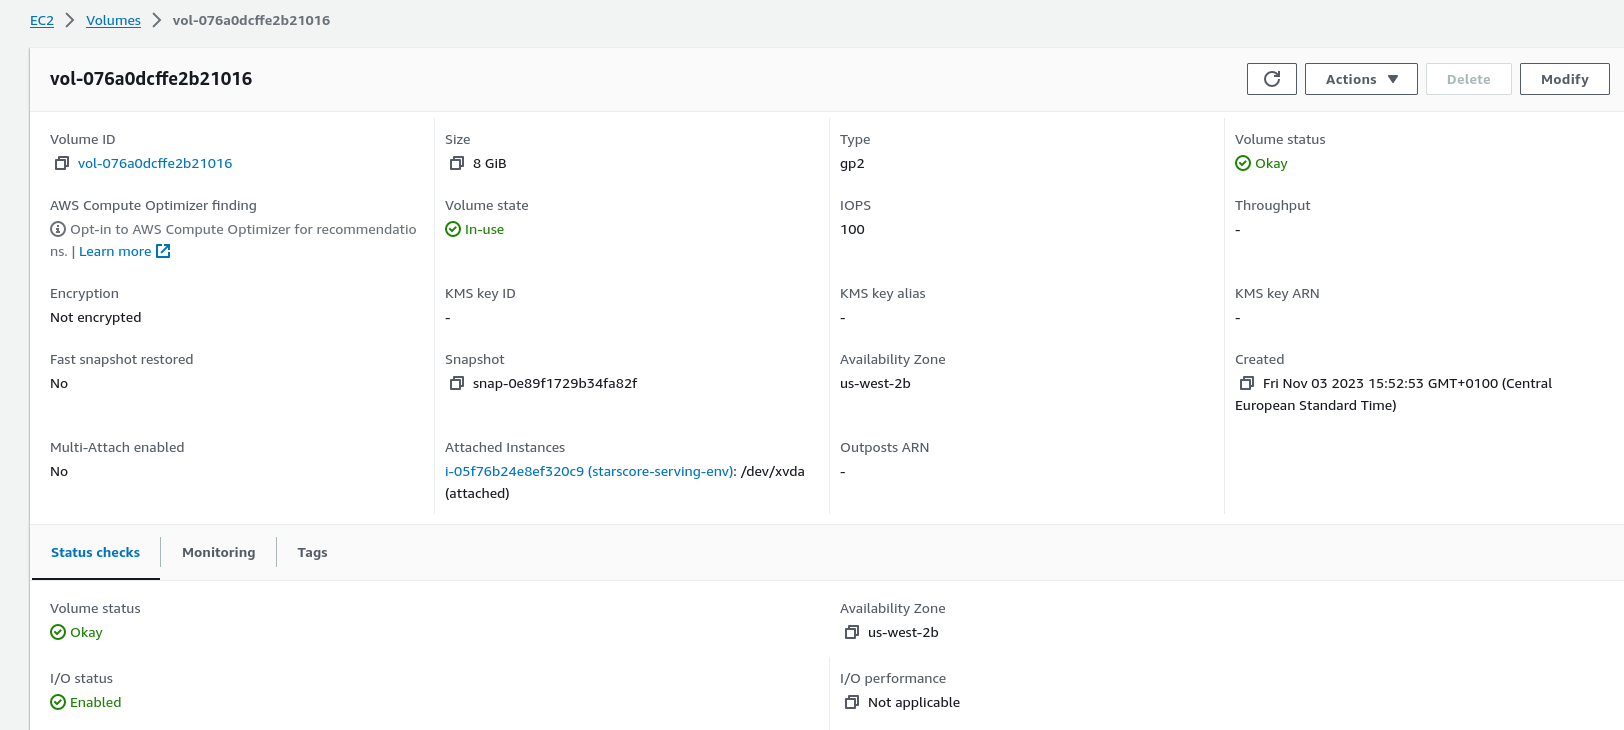 EC2 Volumes vol-076a0dcffe2b21016
vol-076a0dcffe2b21016
Actions Delete Modify
Volume ID
vol-076a0dcffe2b21016
Size
8 GiB
Type
gp2
Volume status
Okay
AWS Compute Optimizer finding
Opt-in to AWS Compute Optimizer for recommendatio
ns. | Learn more
Volume state
In-use
IOPS
100
Throughput
-
Encryption
Not encrypted
KMS key ID
-
KMS key alias
-
KMS key ARN
-
Fast snapshot restored
No
Snapshot
snap-0e89f1729b34fa82f
Availability Zone
us-west-2b
Created
Fri Nov 03 2023 15:52:53 GMT+0100 (Central
European Standard Time)
Multi-Attach enabled
No
Attached Instances
i-05f76b24e8ef320c9 (starscore-serving-env): /dev/xvda
(attached)
Outposts ARN
-
Status checks Monitoring Tags
Volume status
Okay
Availability Zone
us-west-2b
I/O status
Enabled
I/O performance
Not applicable